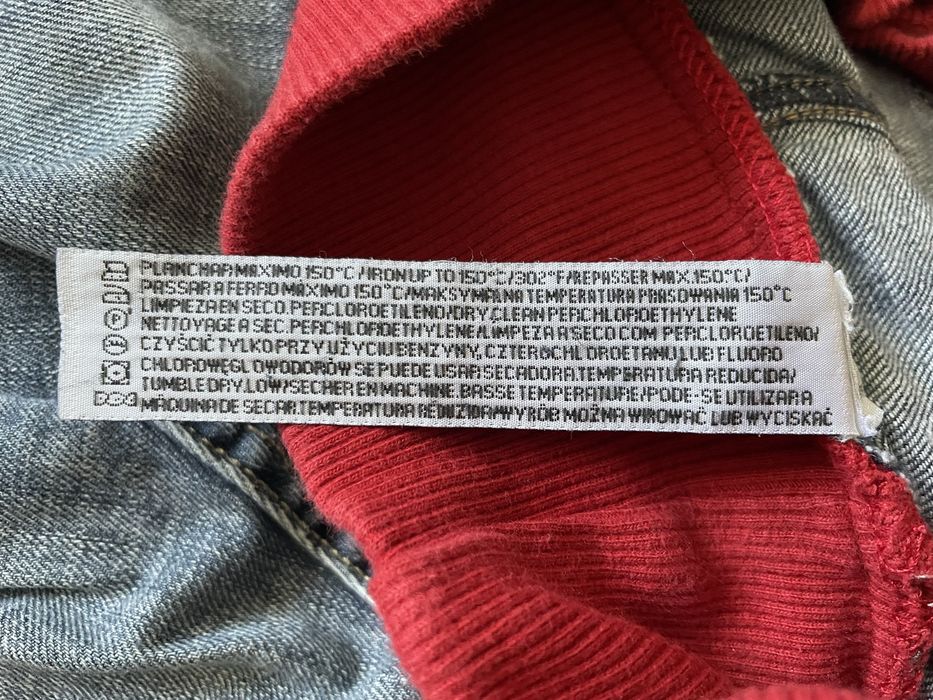 PLANCHAR MAXIMO 150°C/IRON UP TO 150°C/302°F/REPASSER MAX.150°C/
PASSAR A FERRO MÁXIMO 150°C/MAKSYMALNA TEMPERATURA PRASOWANIA 150°C
LIMPIEZA EN SECO.PERCLOROETILENO/DRY.CLEAN PERCHLOROETHYLENE
NETTOYAGE A SEC.PERCHLOROETHYLENE/LIMPEZA A SECO COM PERCLOROETILENO/
CZYŚCIĆ TYLKO PRZY UŻYCIU BENZYNY, CZTEROCHLOROETANU LUB FLUORO
CHLOROWĘGLOWODORÓW SE PUEDE USAR SECADORA.TEMPERATURA REDUCIDA/
TUMBLE DAY.LOW/SECHER EN MACHINE.BASSE TEMPERATURE/PODE-SE UTILIZAR A
MÁQUINA DE SECAR.TEMPERATURA REDUZIDA/WYRÓB MOŻNA WIROWAĆ LUB WYCISKAĆ